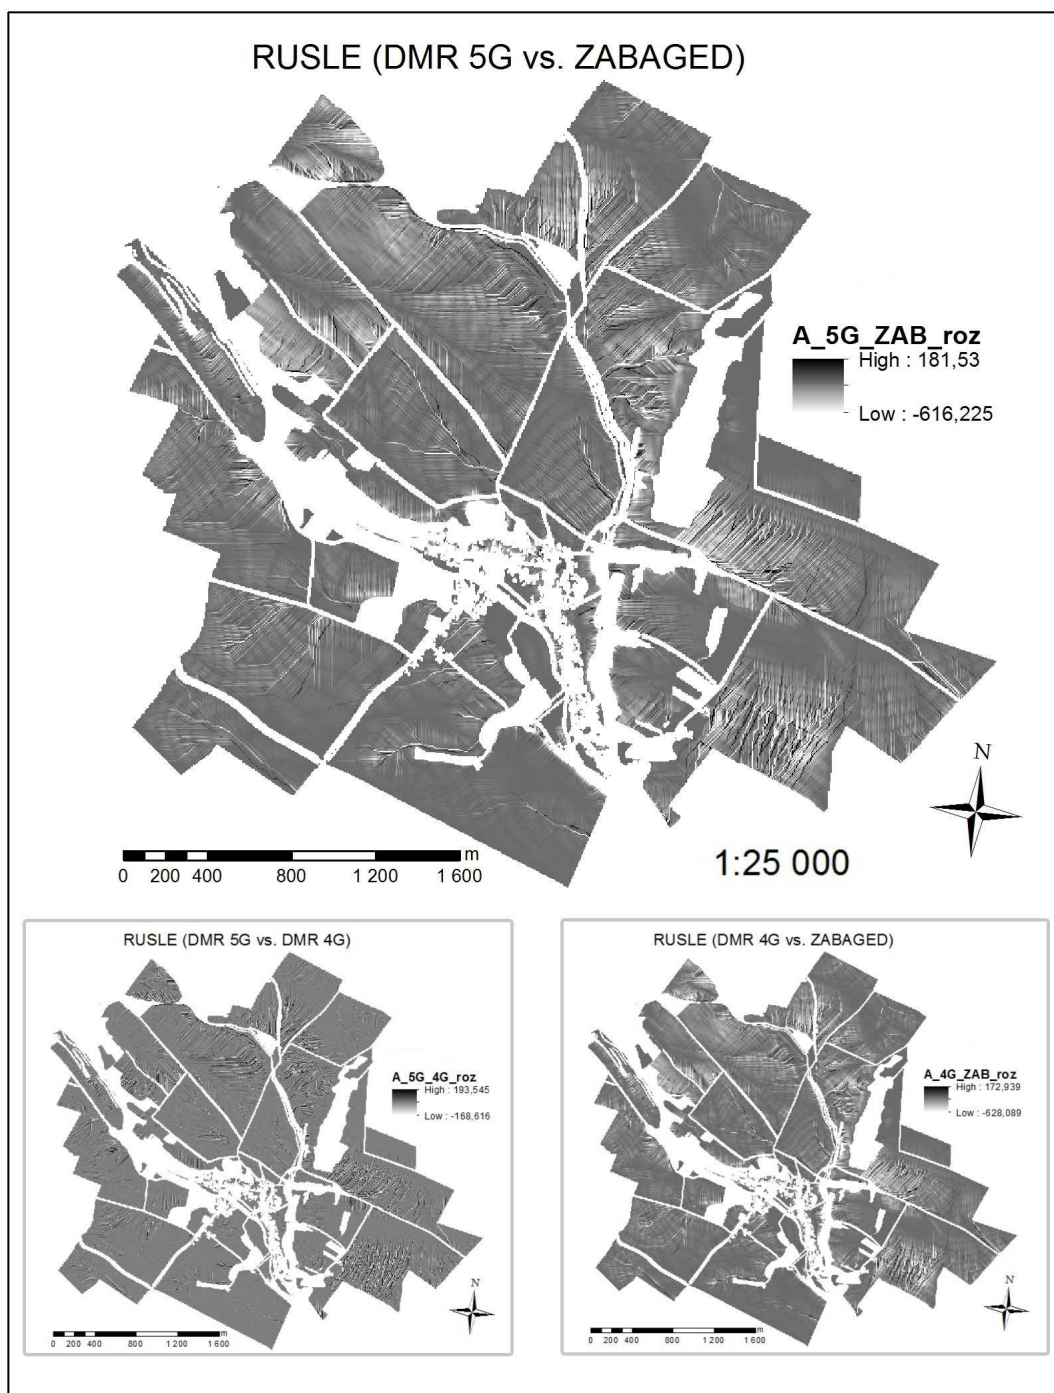 RUSLE (DMR 5G vs. ZABAGED)
A_5G_ZAB_roz
High : 181,53
Low : -616,225
N
m
0 200 400 800 1 200 1 600
1:25 000
RUSLE (DMR 5G vs. DMR 4G)
A_5G_4G_roz
High : 193,545
Low : -168,616
N
m
0 200 400 800 1 200 1 600
RUSLE (DMR 4G vs. ZABAGED)
A_4G_ZAB_roz
High : 172,939
Low : -628,089
N
m
0 200 400 800 1 200 1 600